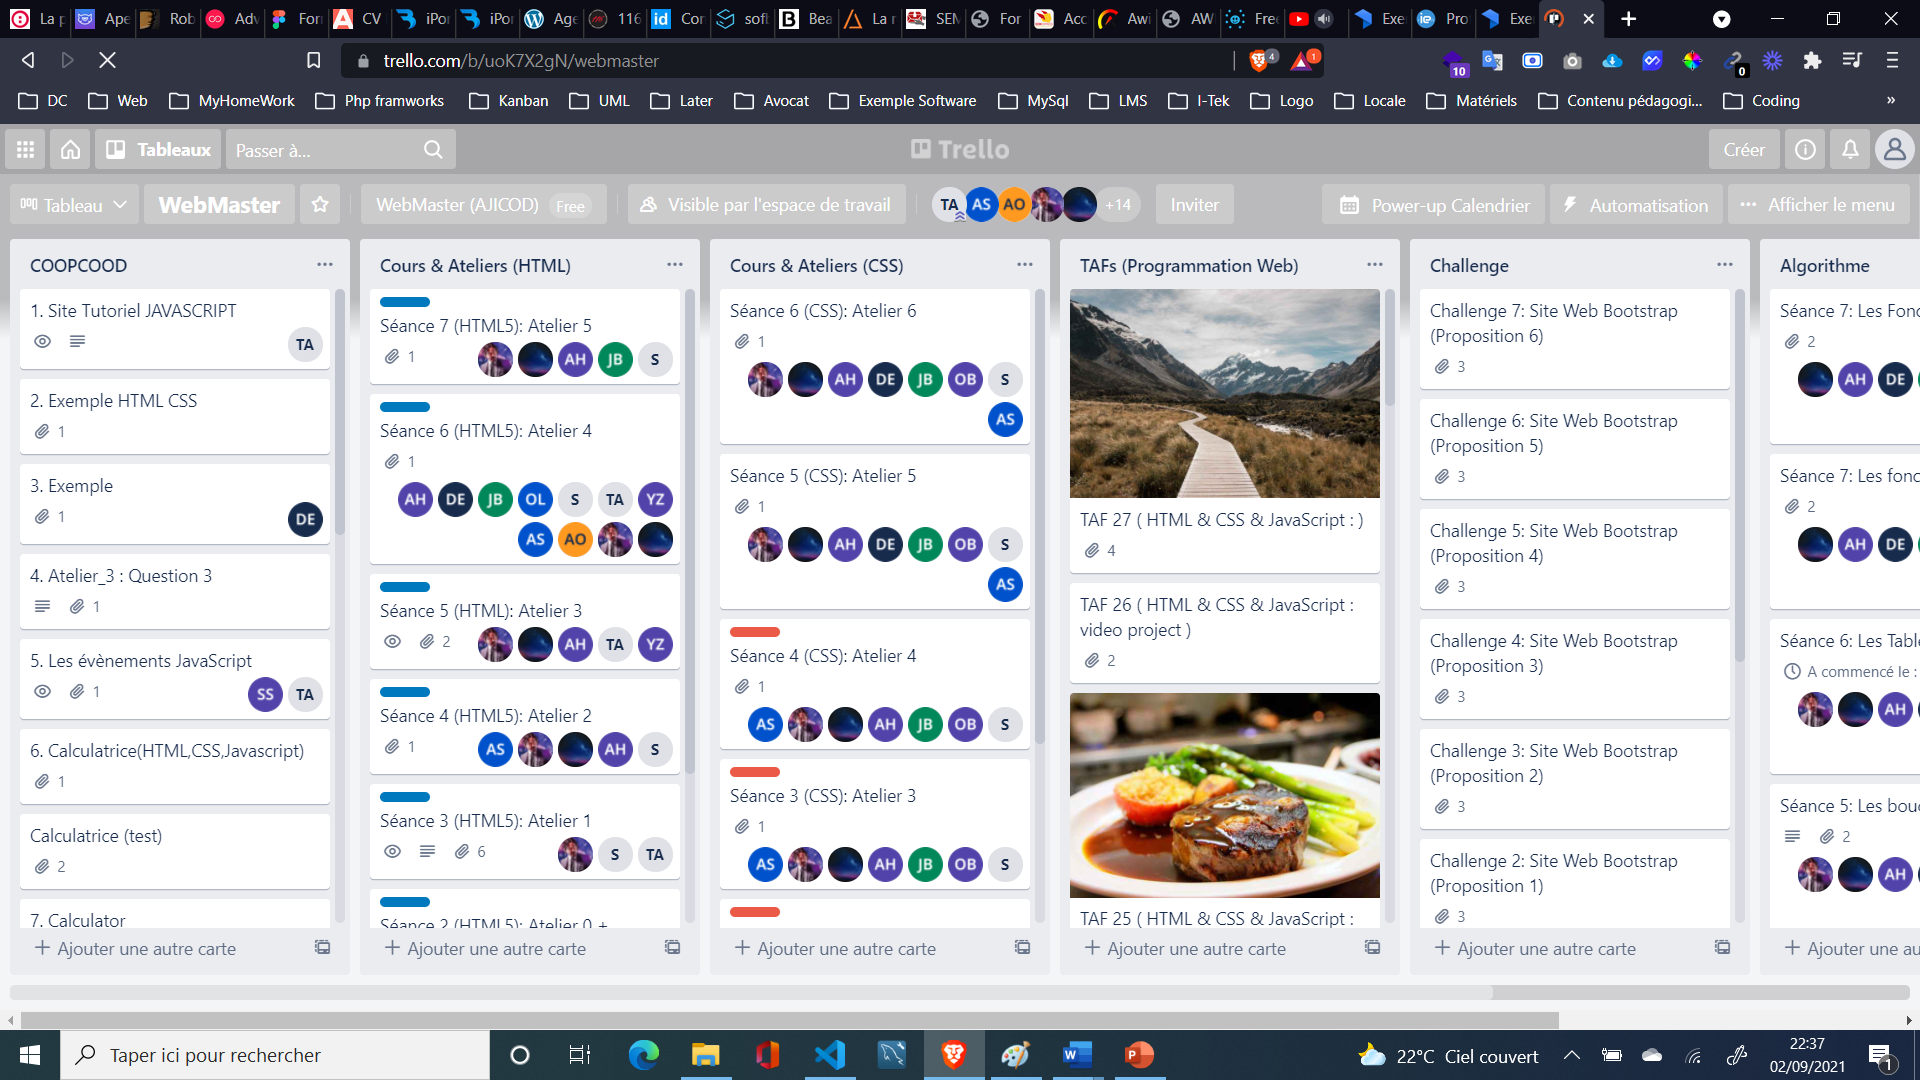 La p
Ape
Rob
Adv
For
CV
iPor
iPor
Age
116
Cor
soft
Bea
La r
SEM
For
Acc
Awi
AW
Free
Exe
Pro
Exe
trello.com/b/uoK7X2gN/webmaster
4
1
10
0
DC
Web
MyHomeWork
Php framworks
Kanban
UML
Later
Avocat
Exemple Software
MySql
LMS
I-Tek
Logo
Locale
Matériels
Contenu pédagogi...
Coding
»
Tableaux
Passer à...
Trello
Créer
Tableau
WebMaster
WebMaster (AJICOD) Free
Visible par l'espace de travail
TA AS AO +14
Inviter
Power-up Calendrier
Automatisation
Afficher le menu
COOPCOOD
1. Site Tutoriel JAVASCRIPT
TA
2. Exemple HTML CSS
1
3. Exemple
1
DE
4. Atelier_3 : Question 3
1
5. Les évènements JavaScript
1
SS TA
6. Calculatrice(HTML,CSS,Javascript)
1
Calculatrice (test)
2
7. Calculator
+ Ajouter une autre carte
Cours & Ateliers (HTML)
Séance 7 (HTML5): Atelier 5
1
AH JB S
Séance 6 (HTML5): Atelier 4
1
AH DE JB OL S TA YZ
AS AO
Séance 5 (HTML): Atelier 3
2
AH TA YZ
Séance 4 (HTML5): Atelier 2
1
AS AH S
Séance 3 (HTML5): Atelier 1
6
S TA
Séance 2 (HTML5): Atelier 0 +
+ Ajouter une autre carte
Cours & Ateliers (CSS)
Séance 6 (CSS): Atelier 6
1
AH DE JB OB S
AS
Séance 5 (CSS): Atelier 5
1
AH DE JB OB S
AS
Séance 4 (CSS): Atelier 4
1
AS AH JB OB S
Séance 3 (CSS): Atelier 3
1
AS AH JB OB S
+ Ajouter une autre carte
TAFs (Programmation Web)
TAF 27 ( HTML & CSS & JavaScript : )
4
TAF 26 ( HTML & CSS & JavaScript :
video project )
2
TAF 25 ( HTML & CSS & JavaScript :
+ Ajouter une autre carte
Challenge
Challenge 7: Site Web Bootstrap
(Proposition 6)
3
Challenge 6: Site Web Bootstrap
(Proposition 5)
3
Challenge 5: Site Web Bootstrap
(Proposition 4)
3
Challenge 4: Site Web Bootstrap
(Proposition 3)
3
Challenge 3: Site Web Bootstrap
(Proposition 2)
3
Challenge 2: Site Web Bootstrap
(Proposition 1)
3
+ Ajouter une autre carte
Algorithme
Séance 7: Les Fonc
2
AH DE
Séance 7: Les fonc
2
AH DE
Séance 6: Les Table
A commencé le :
AH
Séance 5: Les bouc
2
AH
+ Ajouter une au
Taper ici pour rechercher
22°C Ciel couvert
22:37
02/09/2021
1